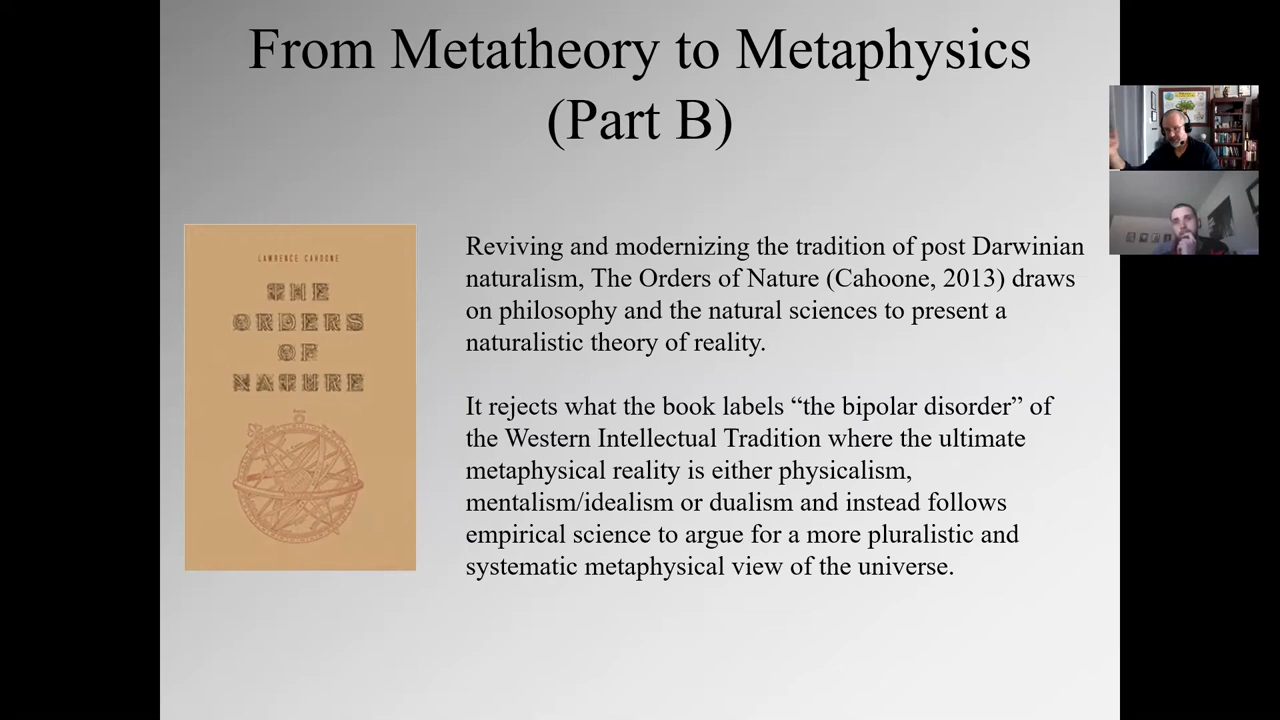 From Metatheory to Metaphysics
(Part B)
LAWRENCE CAHOONE
THE
ORDERS
OF
NATURE
Reviving and modernizing the tradition of post Darwinian
naturalism, The Orders of Nature (Cahoone, 2013) draws
on philosophy and the natural sciences to present a
naturalistic theory of reality.
It rejects what the book labels “the bipolar disorder” of
the Western Intellectual Tradition where the ultimate
metaphysical reality is either physicalism,
mentalism/idealism or dualism and instead follows
empirical science to argue for a more pluralistic and
systematic metaphysical view of the universe.